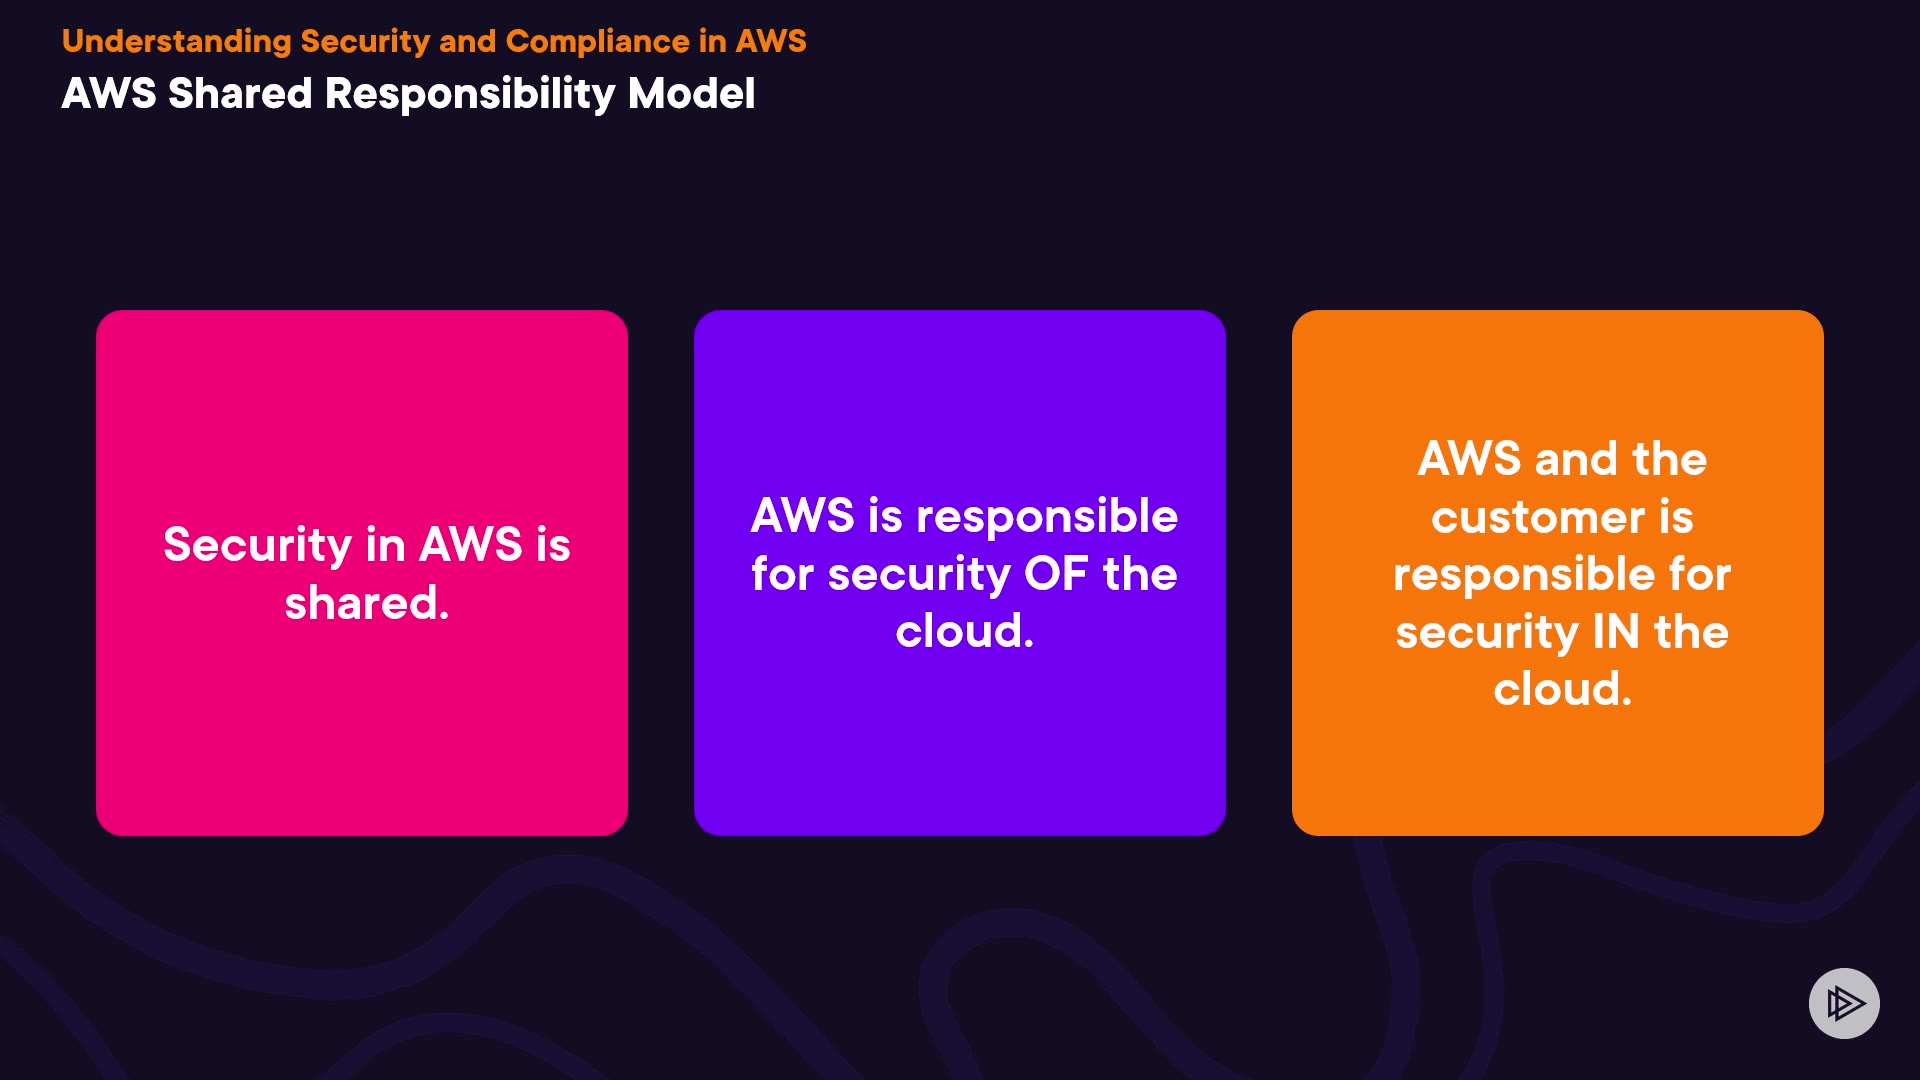 Understanding Security and Compliance in AWS
AWS Shared Responsibility Model
Security in AWS is
shared.
AWS is responsible
for security OF the
cloud.
AWS and the
customer is
responsible for
security IN the
cloud.